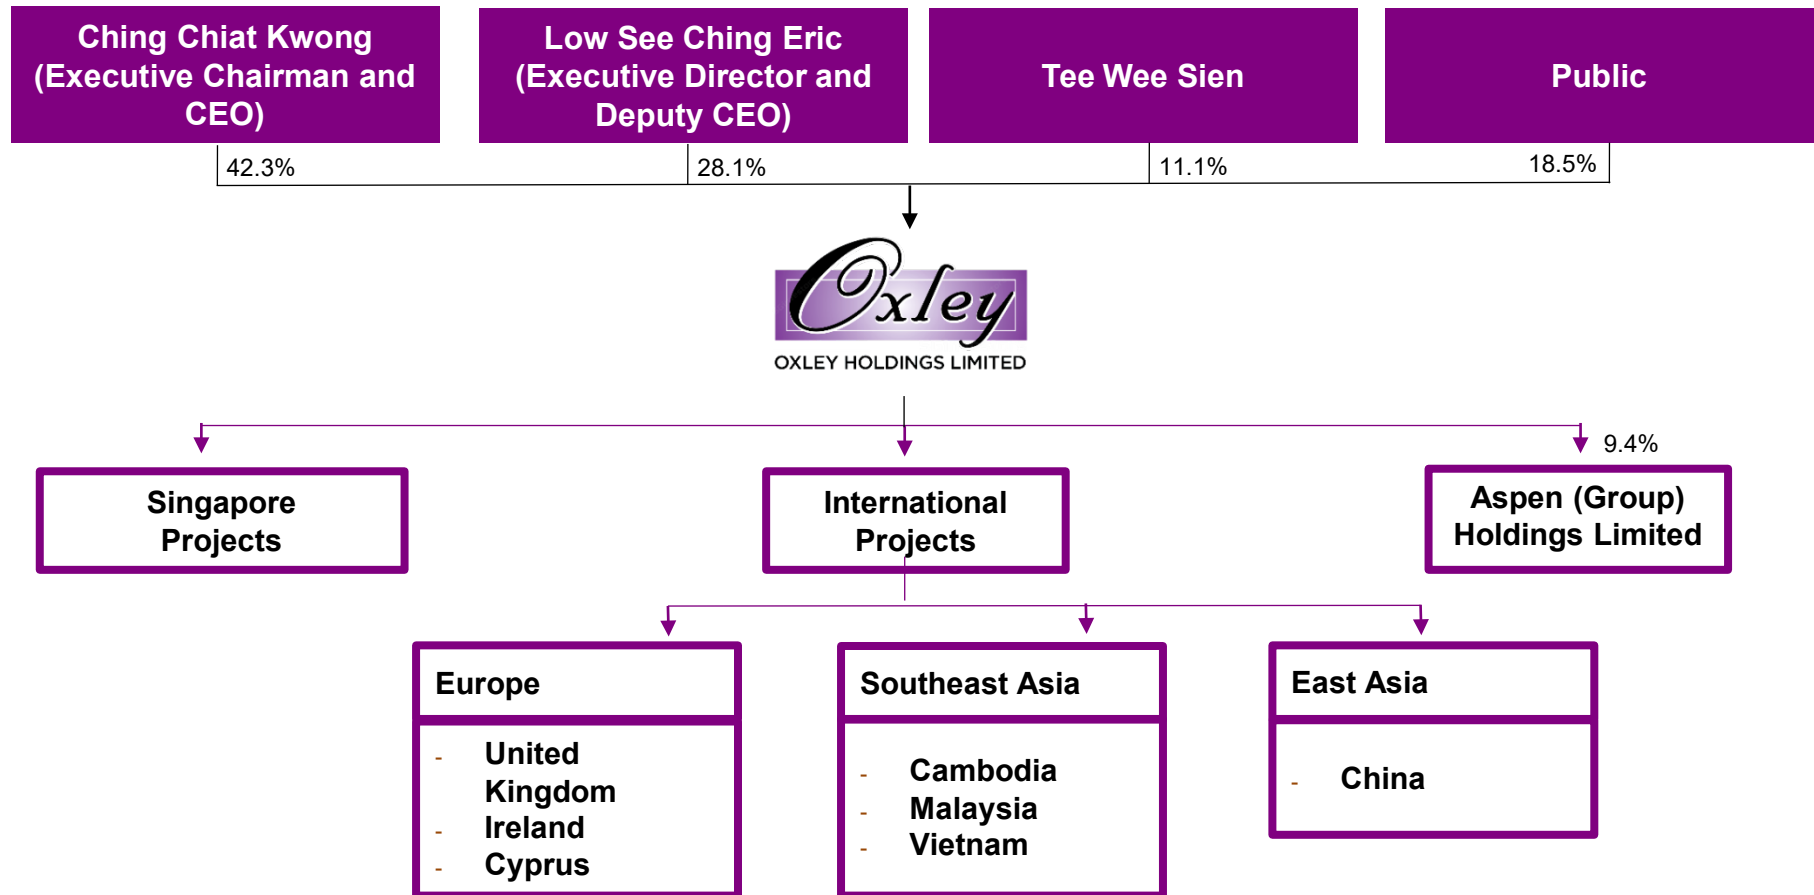 Ching Chiat Kwong
(Executive Chairman and
CEO)
Low See Ching Eric
(Executive Director and
Deputy CEO)
Tee Wee Sien
Public
42.3%
28.1%
11.1%
18.5%
Oxley
OXLEY HOLDINGS LIMITED
9.4%
Singapore
Projects
International
Projects
Aspen (Group)
Holdings Limited
Europe
- United
Kingdom
- Ireland
- Cyprus
Southeast Asia
- Cambodia
- Malaysia
- Vietnam
East Asia
- China